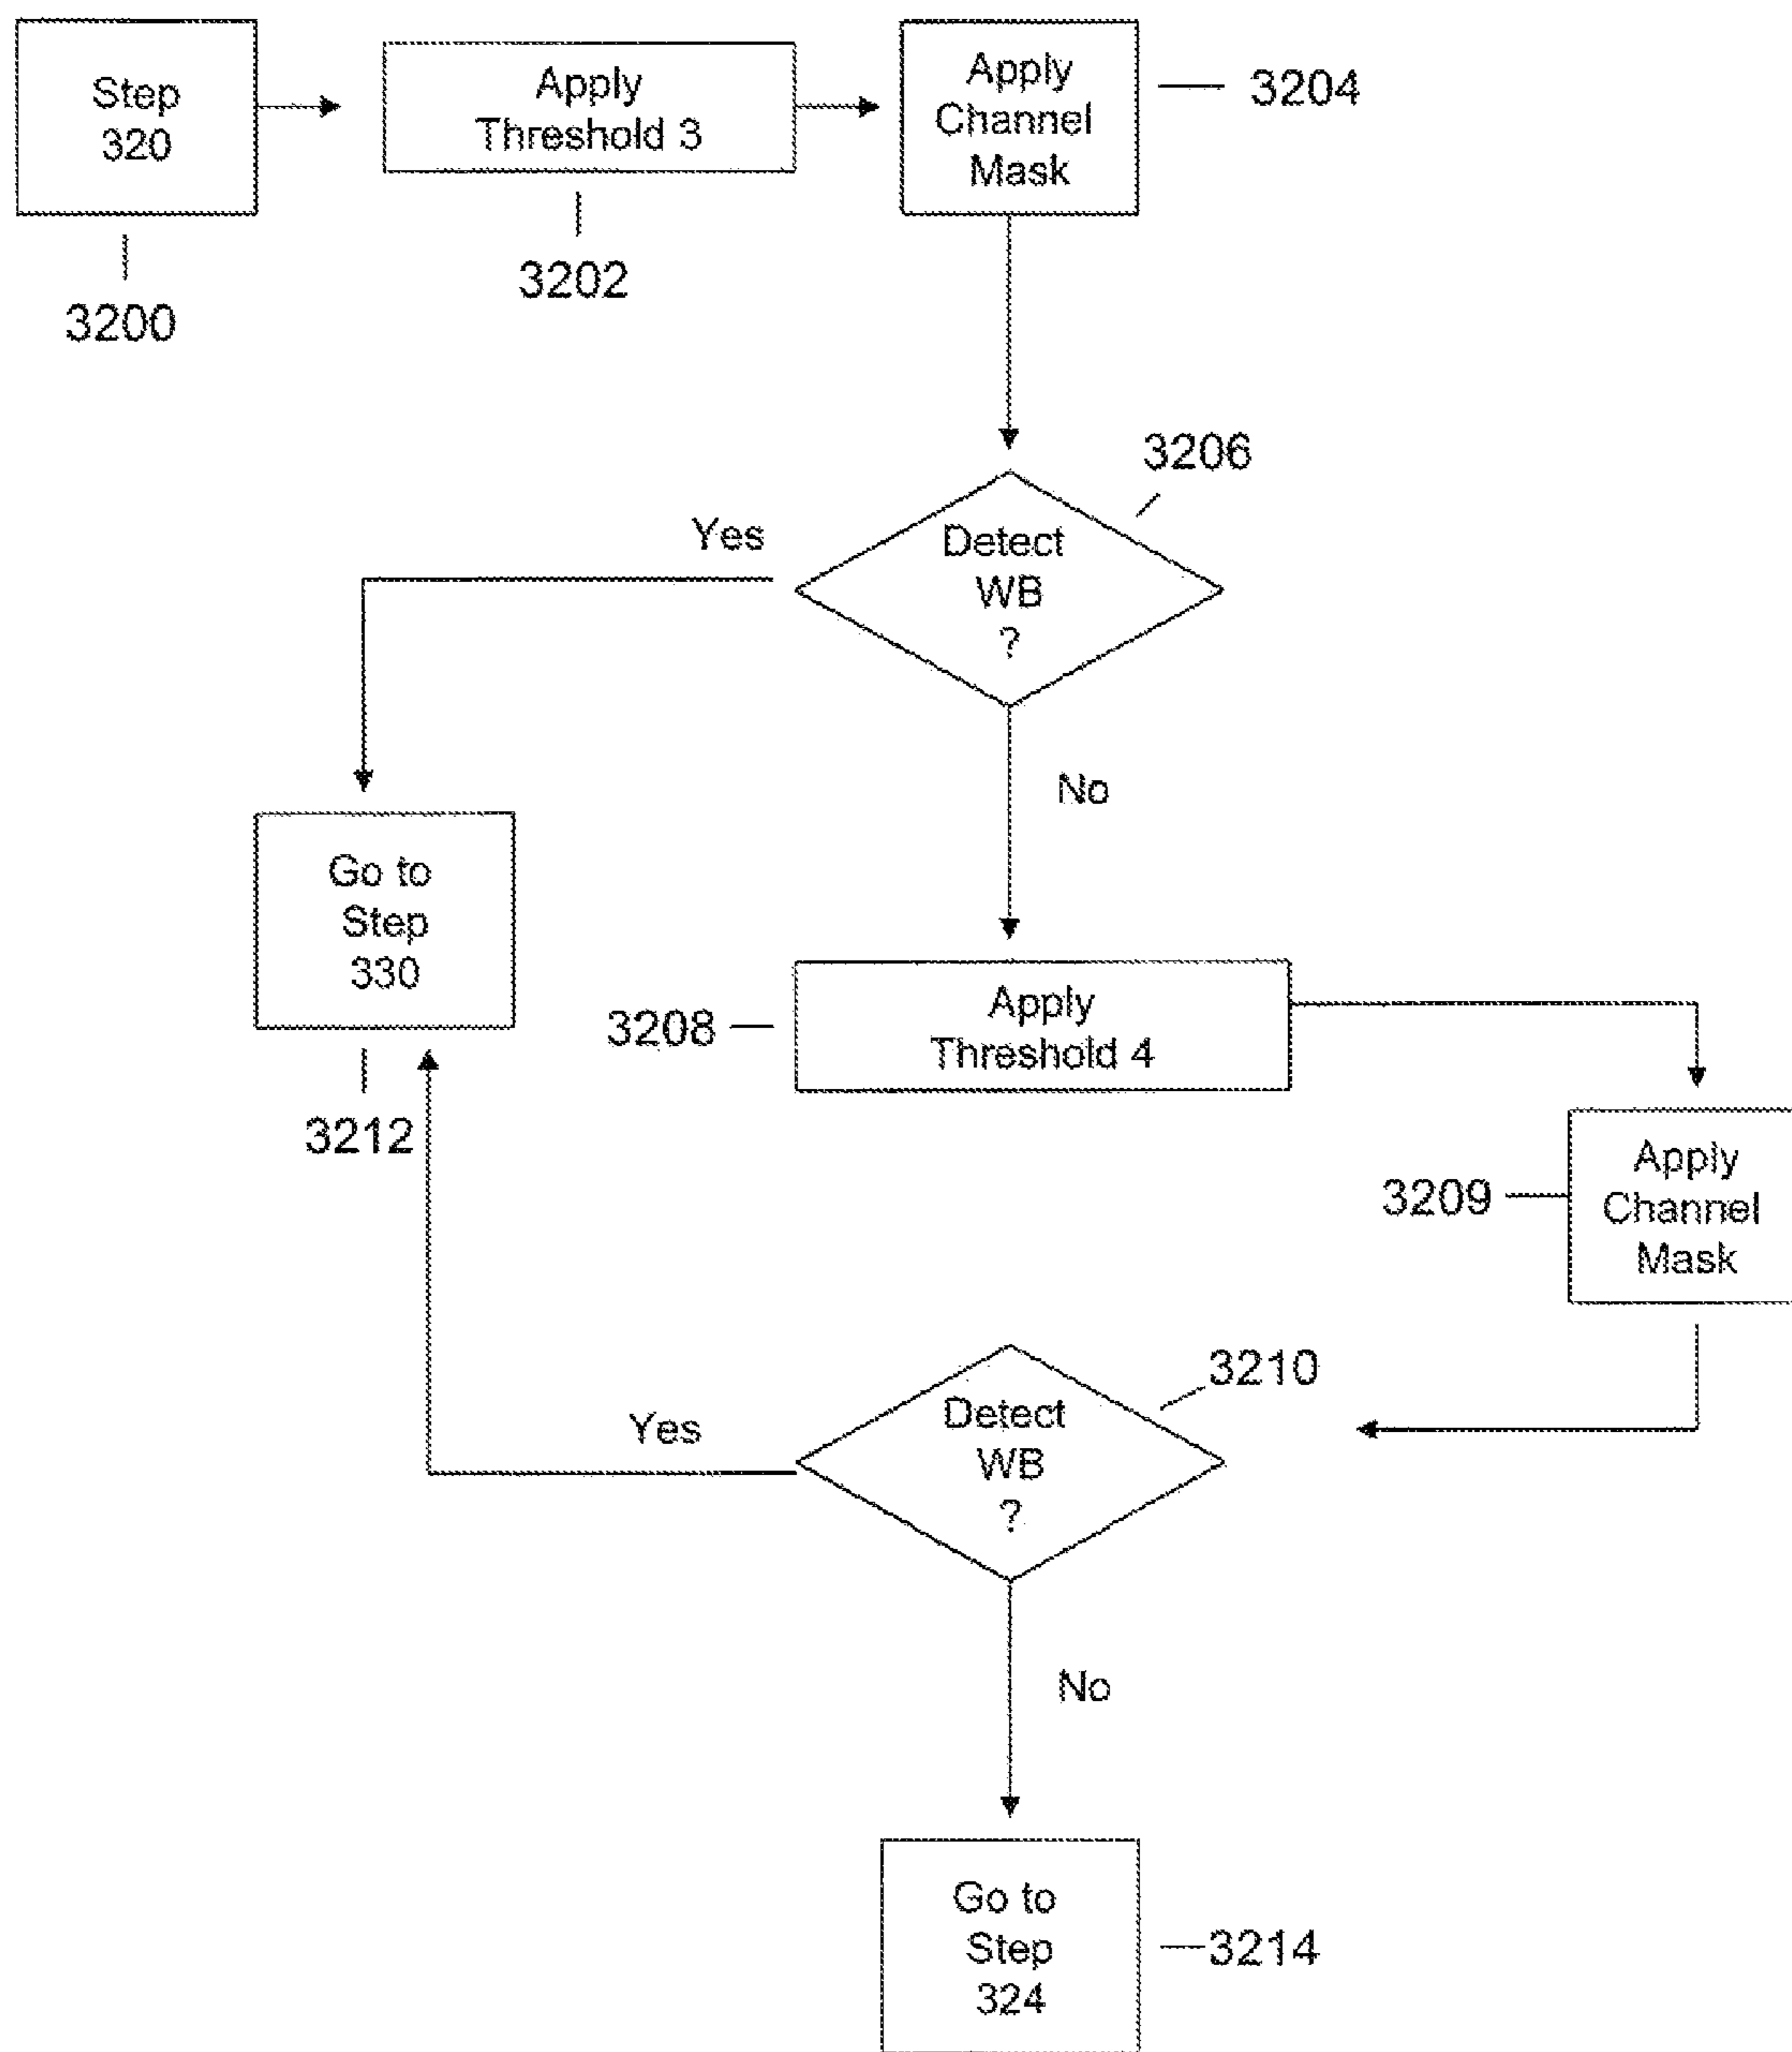 Step
320
3200
Apply
Threshold 3
3202
Apply
Channel
Mask
3204
3206
Detect
WB
?
Yes
No
Go to
Step
330
3212
3208
Apply
Threshold 4
3209
Apply
Channel
Mask
3210
Detect
WB
?
Yes
No
Go to
Step
324
3214